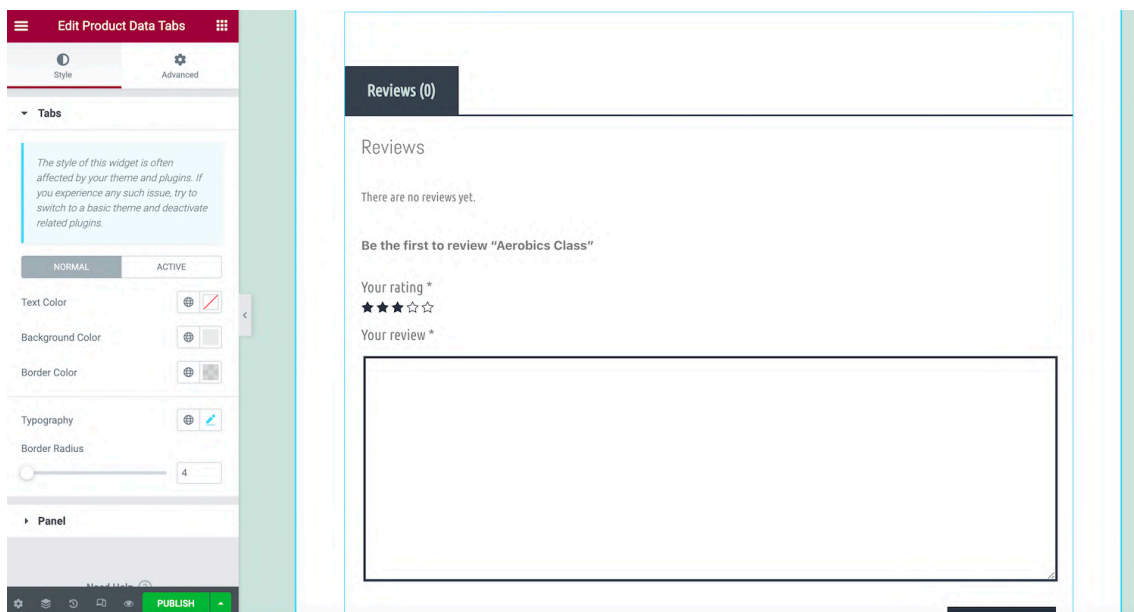 Edit Product Data Tabs
Style
Advanced
Tabs
The style of this widget is often
affected by your theme and plugins. If
you experience any such issue, try to
switch to a basic theme and deactivate
related plugins.
NORMAL
ACTIVE
Text Color
Background Color
Border Color
Typography
Border Radius
4
Panel
Need Help
PUBLISH
Reviews (0)
Reviews
There are no reviews yet.
Be the first to review “Aerobics Class”
Your rating *
Your review *